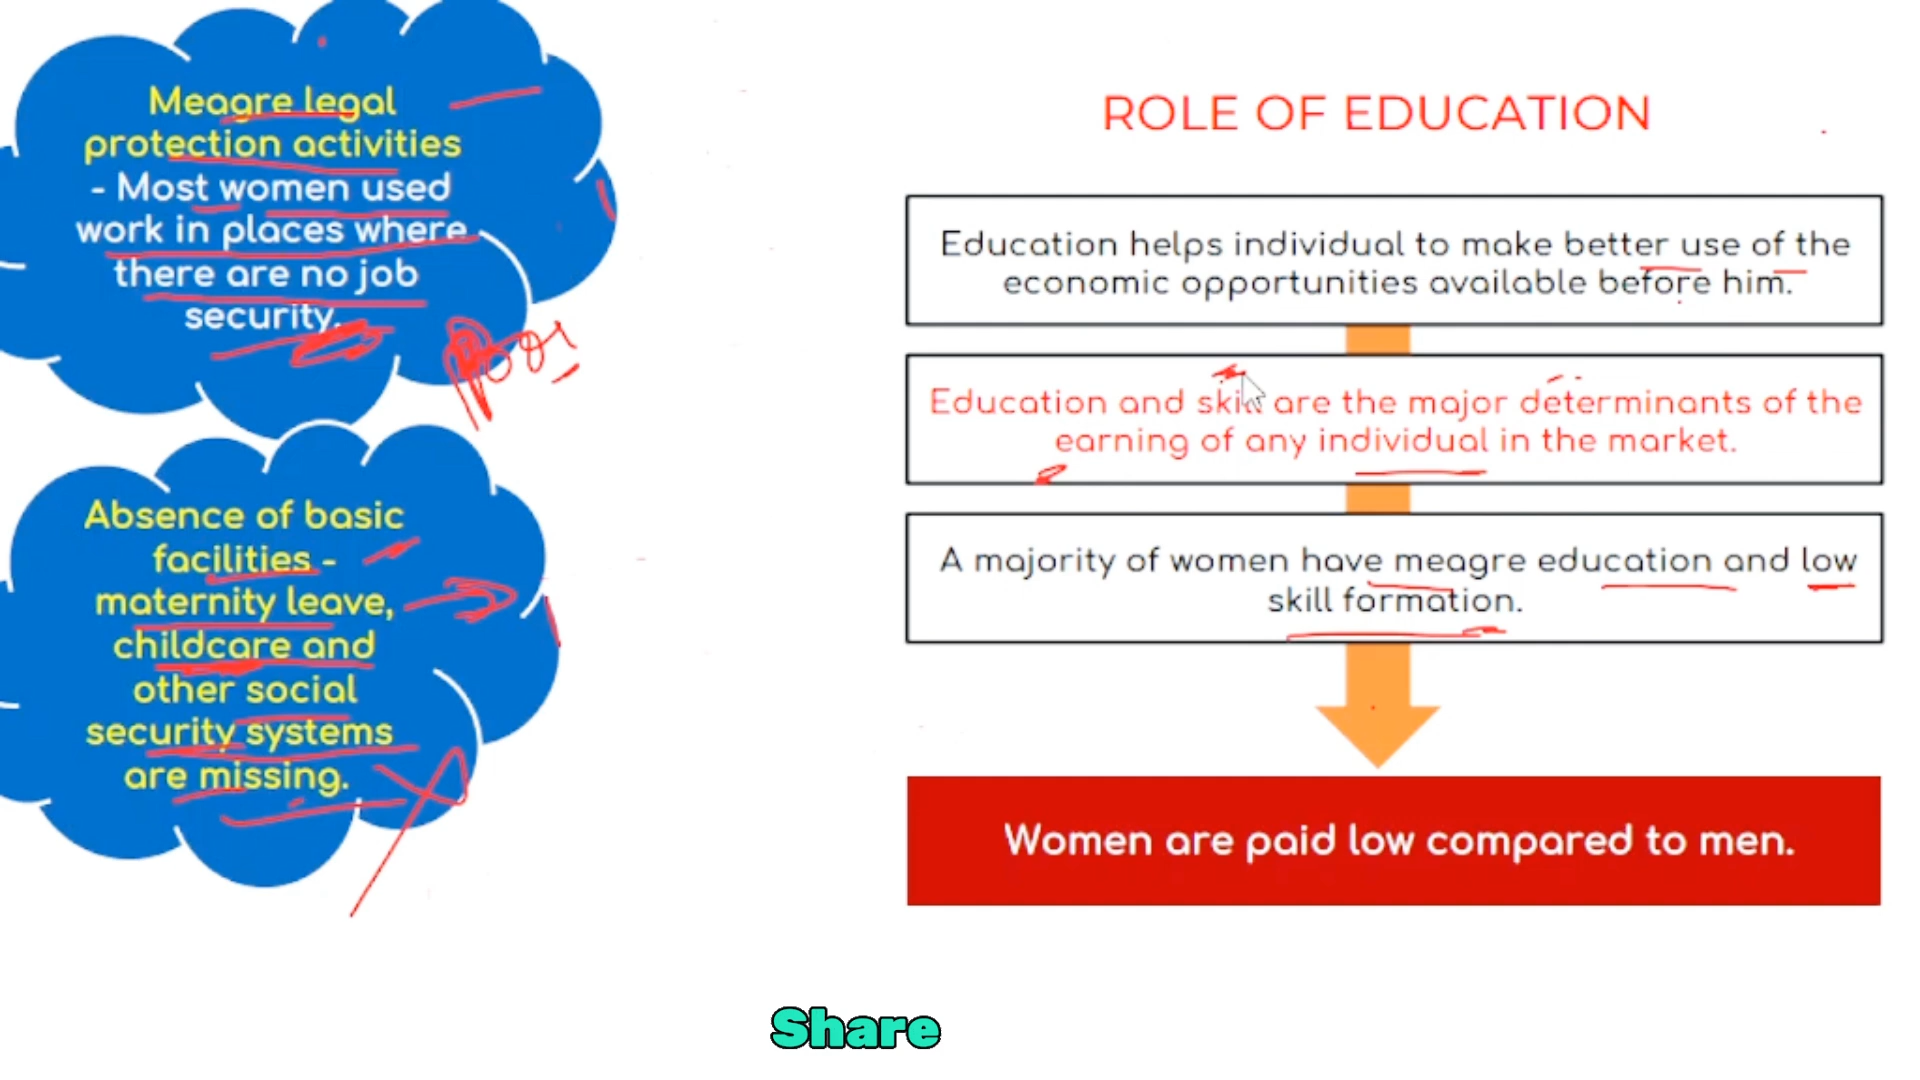 Meagre legal
protection activities
- Most women used
work in places where
there are no job
security.
Absence of basic
facilities -
maternity leave,
childcare and
other social
security systems
are missing.
ROLE OF EDUCATION
Education helps individual to make better use of the
economic opportunities available before him.
Education and skill are the major determinants of the
earning of any individual in the market.
A majority of women have meagre education and low
skill formation.
Women are paid low compared to men.
Share